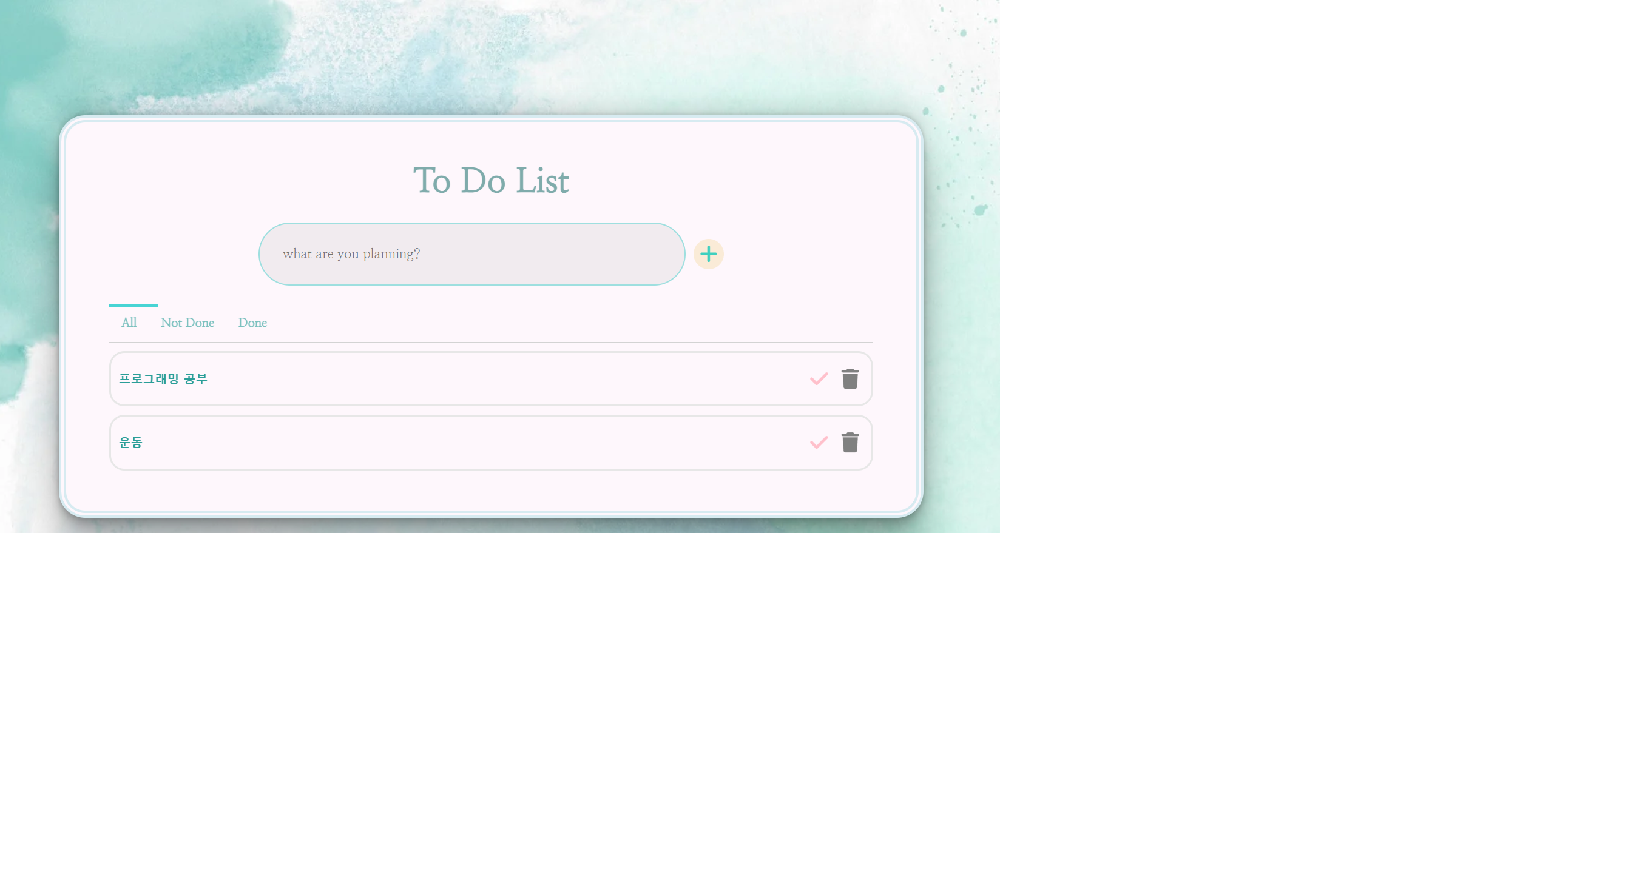 To Do List
what are you planning?
All Not Done Done
프로그래밍 공부
운동